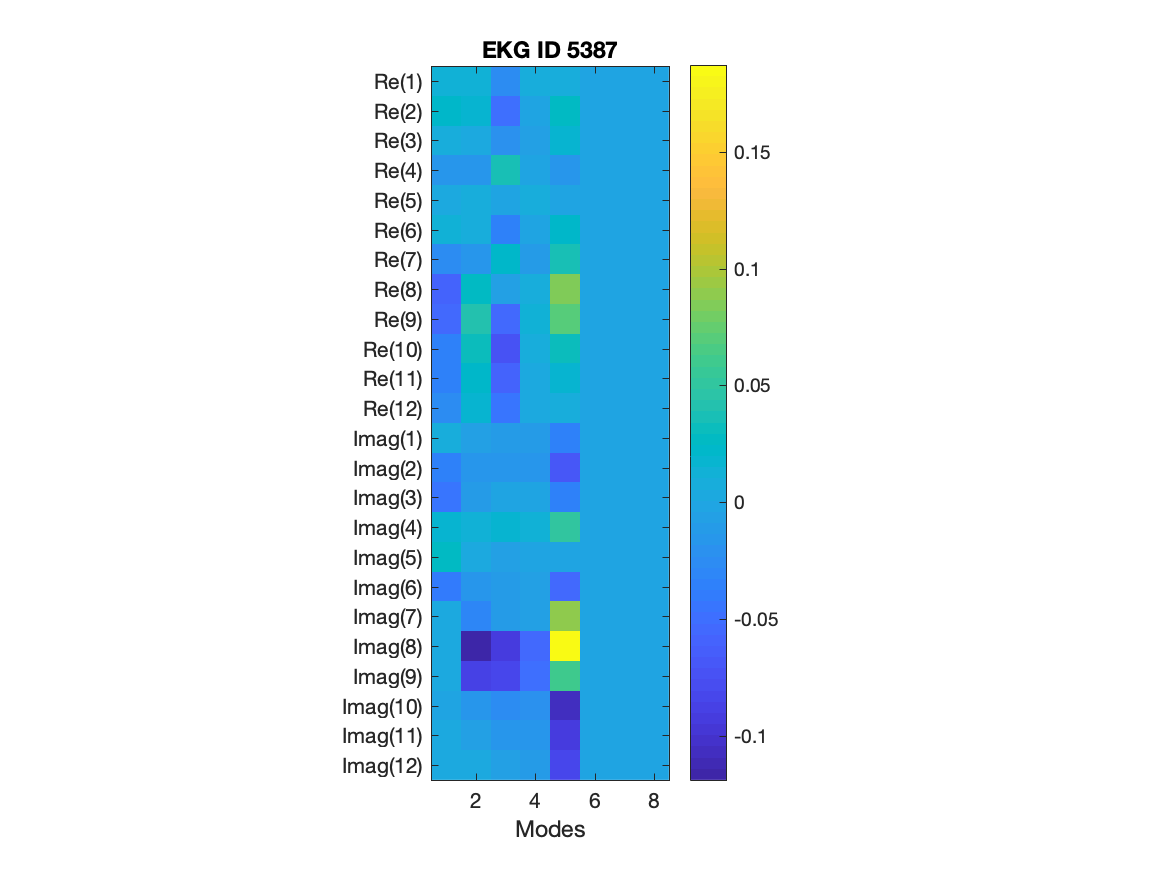 EKG ID 5387
Re(1)
Re(2)
Re(3)
Re(4)
Re(5)
Re(6)
Re(7)
Re(8)
Re(9)
Re(10)
Re(11)
Re(12)
Imag(1)
Imag(2)
Imag(3)
Imag(4)
Imag(5)
Imag(6)
Imag(7)
Imag(8)
Imag(9)
Imag(10)
Imag(11)
Imag(12)
2 4 6 8
Modes
0.15
0.1
0.05
0
-0.05
-0.1